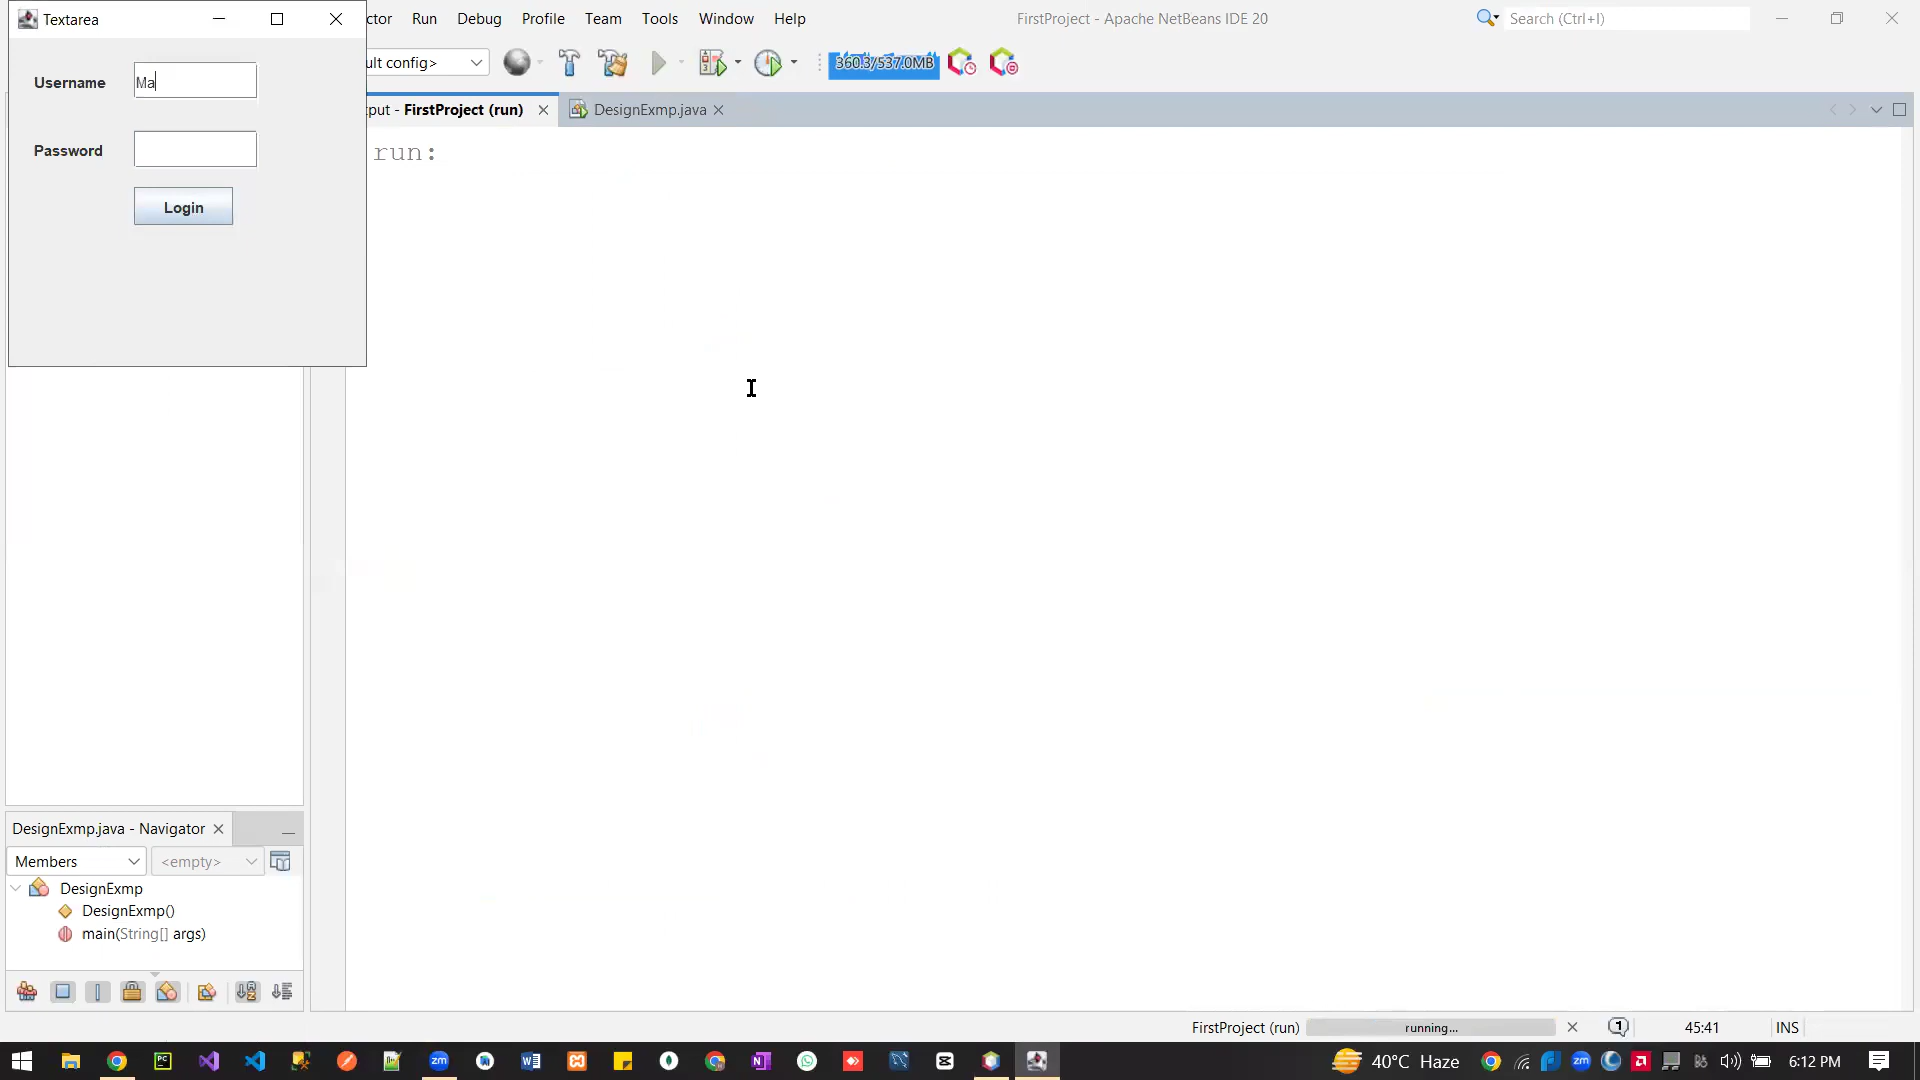 Textarea
ctor Run Debug Profile Team Tools Window Help
FirstProject - Apache NetBeans IDE 20
Search (Ctrl+I)
ult config>
360.3/537.0MB
Username Ma
Password
Login
put - FirstProject (run)
DesignExmp.java
run:
DesignExmp.java - Navigator
Members
<empty>
DesignExmp
DesignExmp()
main(String[] args)
FirstProject (run)
running...
1
45:41
INS
40°C Haze
6:12 PM